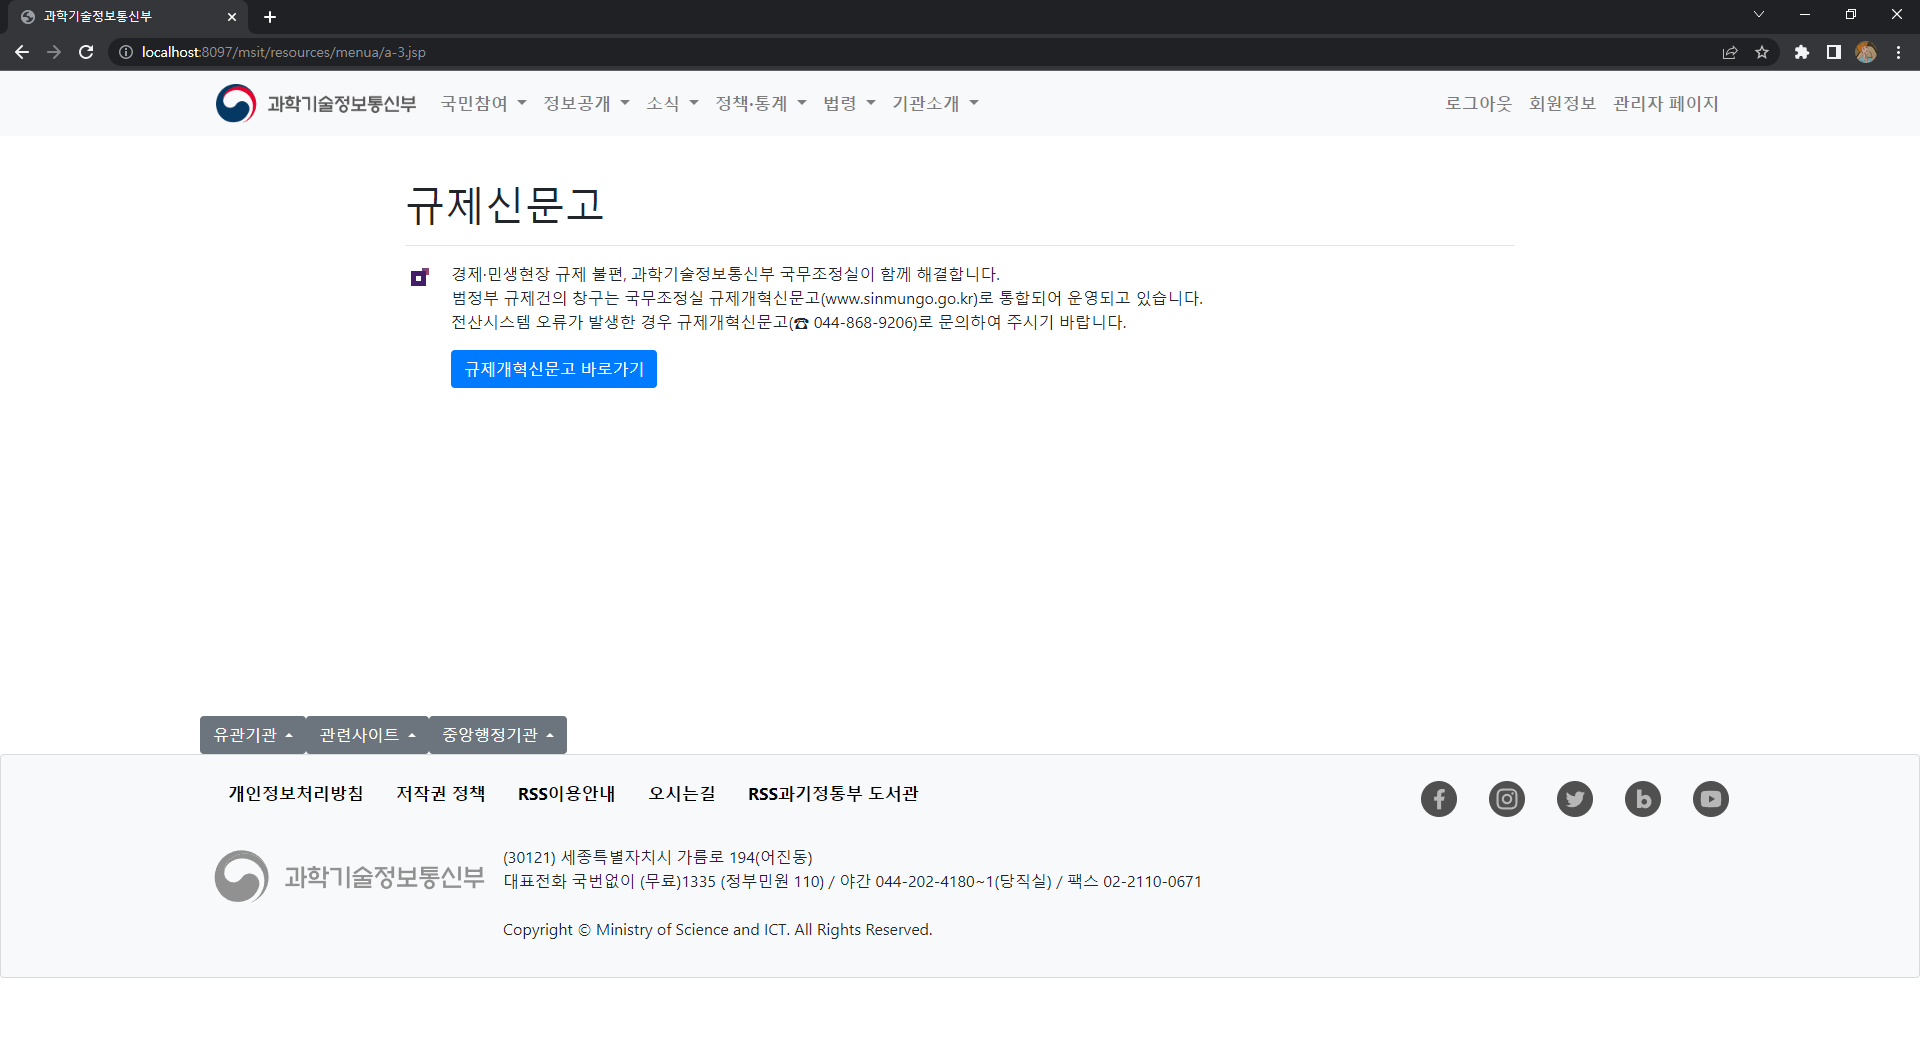 과학기술정보통신부
localhost:8097/msit/resources/menua/a-3.jsp
과학기술정보통신부 국민참여 정보공개 소식 정책·통계 법령 기관소개 로그아웃 회원정보 관리자 페이지
규제신문고
경제·민생현장 규제 불편, 과학기술정보통신부 국무조정실이 함께 해결합니다.
범정부 규제건의 창구는 국무조정실 규제개혁신문고(www.sinmungo.go.kr)로 통합되어 운영되고 있습니다.
전산시스템 오류가 발생한 경우 규제개혁신문고(☎ 044-868-9206)로 문의하여 주시기 바랍니다.
규제개혁신문고 바로가기
유관기관 관련사이트 중앙행정기관
개인정보처리방침 저작권 정책 RSS이용안내 오시는길 RSS과기정통부 도서관
과학기술정보통신부
(30121) 세종특별자치시 가름로 194(어진동)
대표전화 국번없이 (무료)1335 (정부민원 110) / 야간 044-202-4180~1(당직실) / 팩스 02-2110-0671
Copyright © Ministry of Science and ICT. All Rights Reserved.